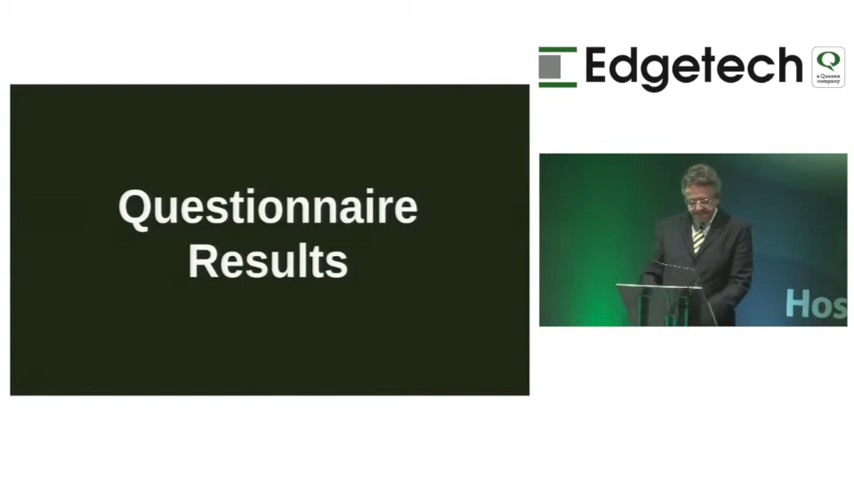 Questionnaire
Results
Edgetech
Q
a Quanex
company
Hos